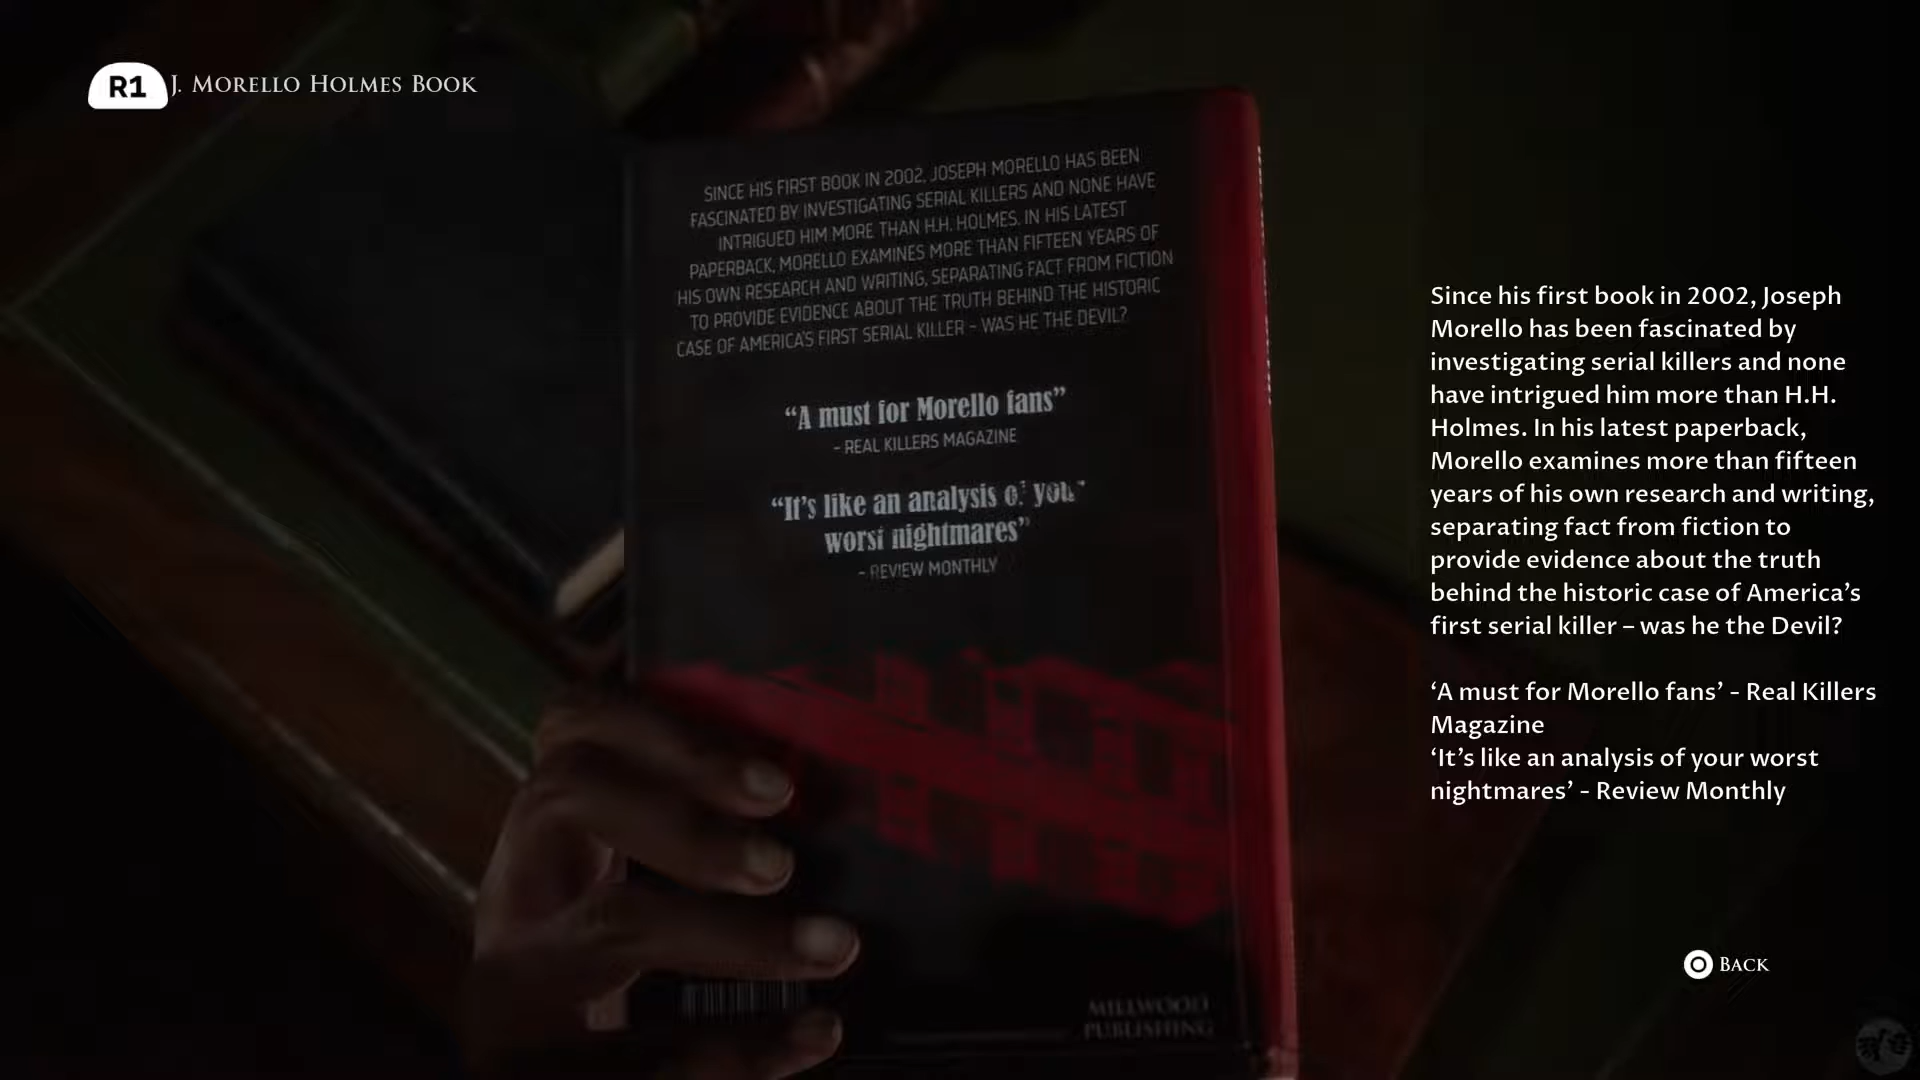 R1 J. Morello Holmes Book
SINCE HIS FIRST BOOK IN 2002, JOSEPH MORELLO HAS BEEN
FASCINATED BY INVESTIGATING SERIAL KILLERS AND NONE HAVE
INTRIGUED HIM MORE THAN H.H. HOLMES. IN HIS LATEST
PAPERBACK, MORELLO EXAMINES MORE THAN FIFTEEN YEARS OF
HIS OWN RESEARCH AND WRITING, SEPARATING FACT FROM FICTION
TO PROVIDE EVIDENCE ABOUT THE TRUTH BEHIND THE HISTORIC
CASE OF AMERICA'S FIRST SERIAL KILLER – WAS HE THE DEVIL?
“A must for Morello fans”
– REAL KILLERS MAGAZINE
“It's like an analysis of your
worst nightmares”
– REVIEW MONTHLY
MILLWOOD
PUBLISHING
Since his first book in 2002, Joseph
Morello has been fascinated by
investigating serial killers and none
have intrigued him more than H.H.
Holmes. In his latest paperback,
Morello examines more than fifteen
years of his own research and writing,
separating fact from fiction to
provide evidence about the truth
behind the historic case of America’s
first serial killer – was he the Devil?
‘A must for Morello fans’ - Real Killers
Magazine
‘It’s like an analysis of your worst
nightmares’ - Review Monthly
Back